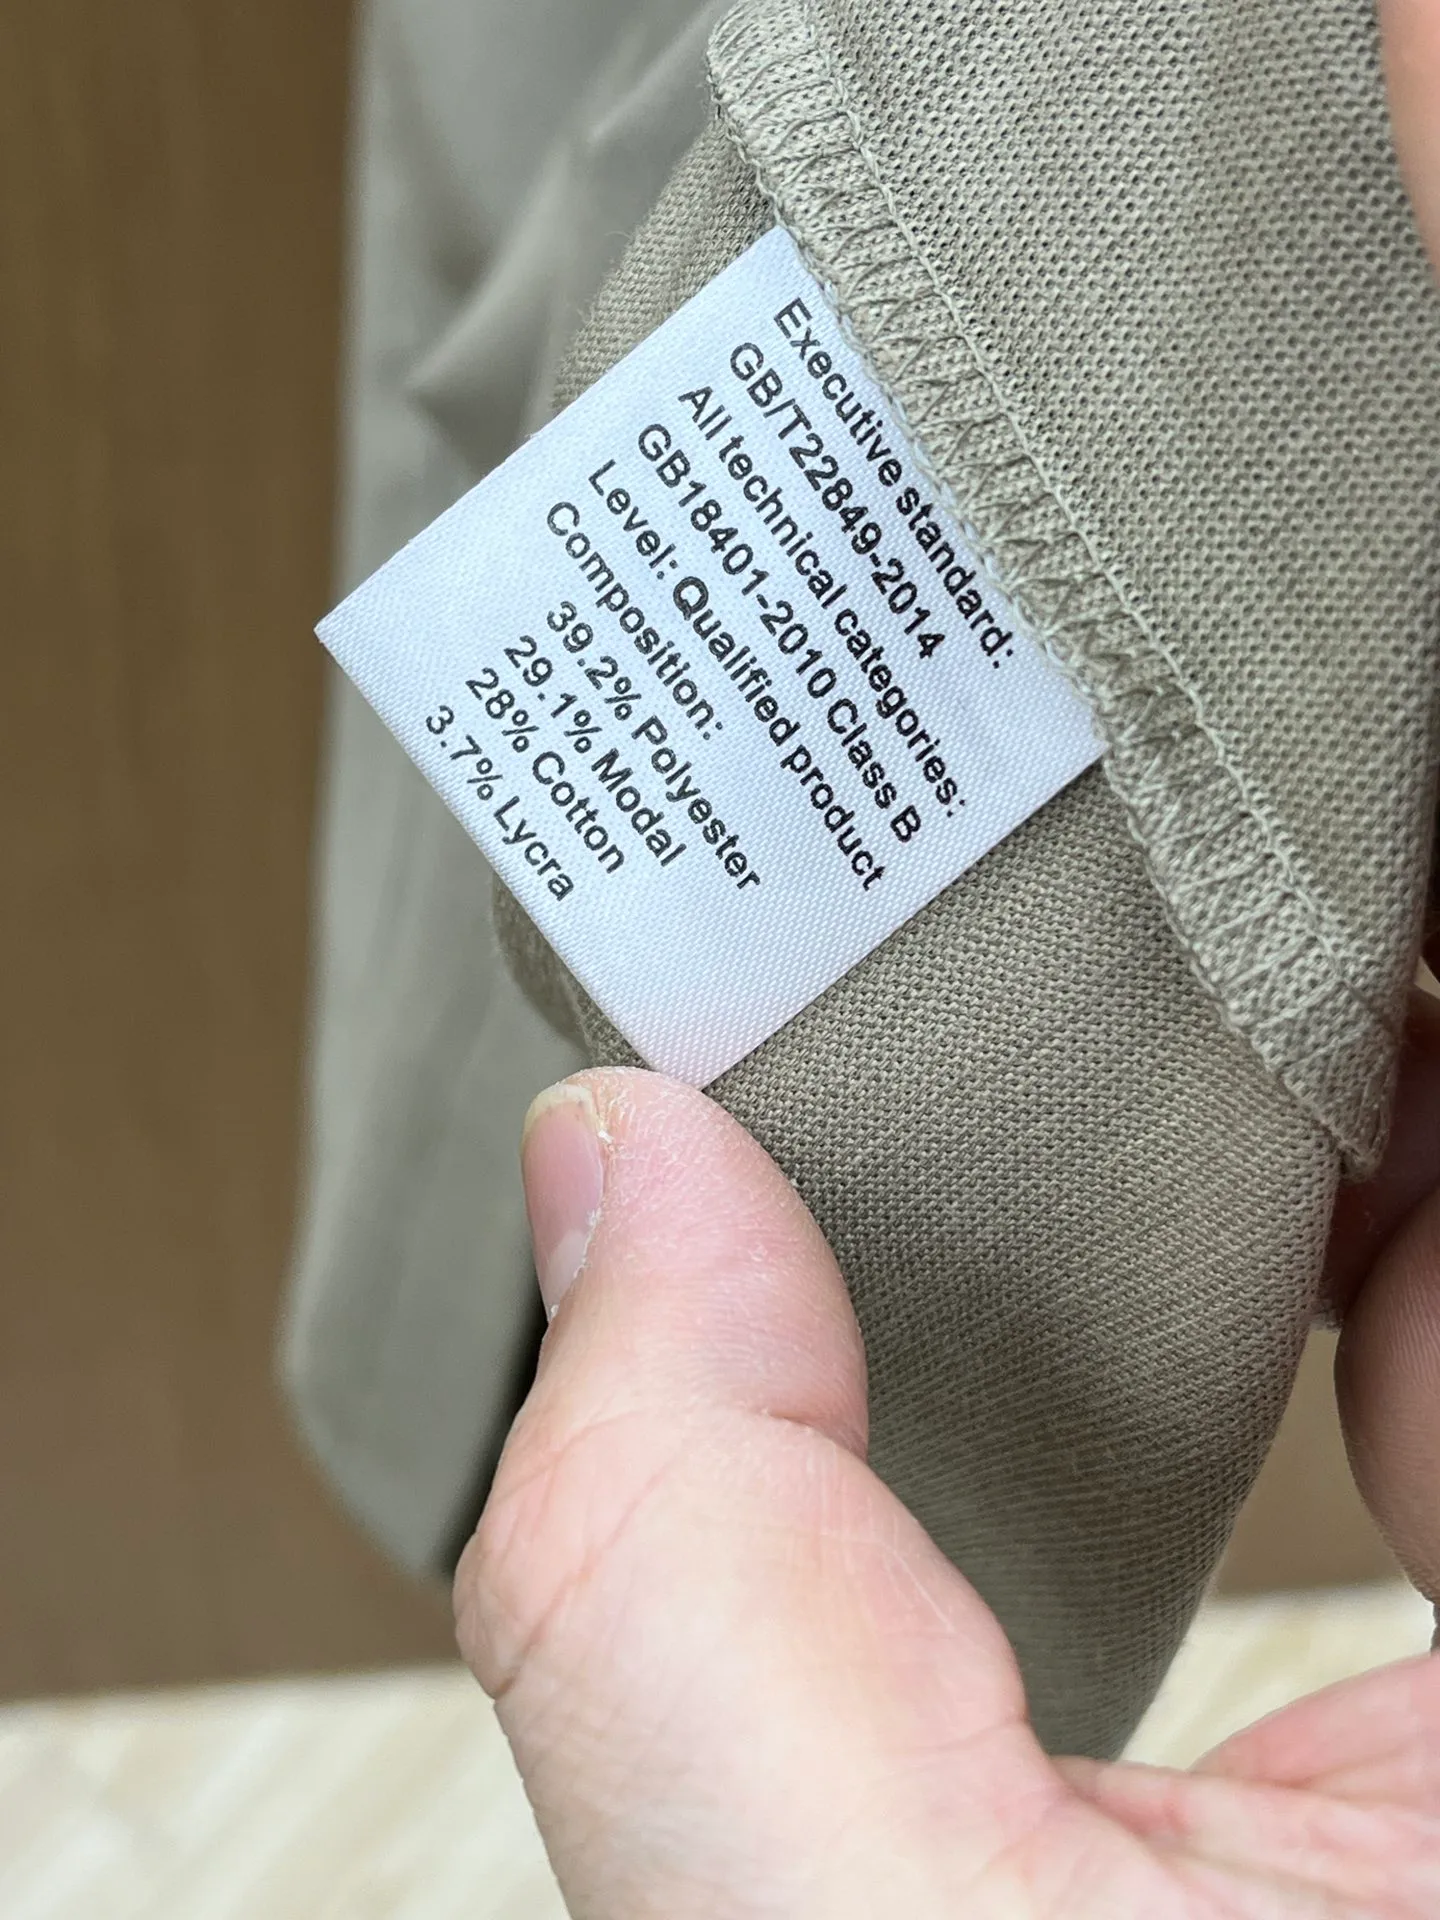 Executive standard:
GB/T22849-2014
All technical categories:
GB18401-2010 Class B
Level: Qualified product
Composition:
39.2% Polyester
29.1% Modal
28% Cotton
3.7% Lycra